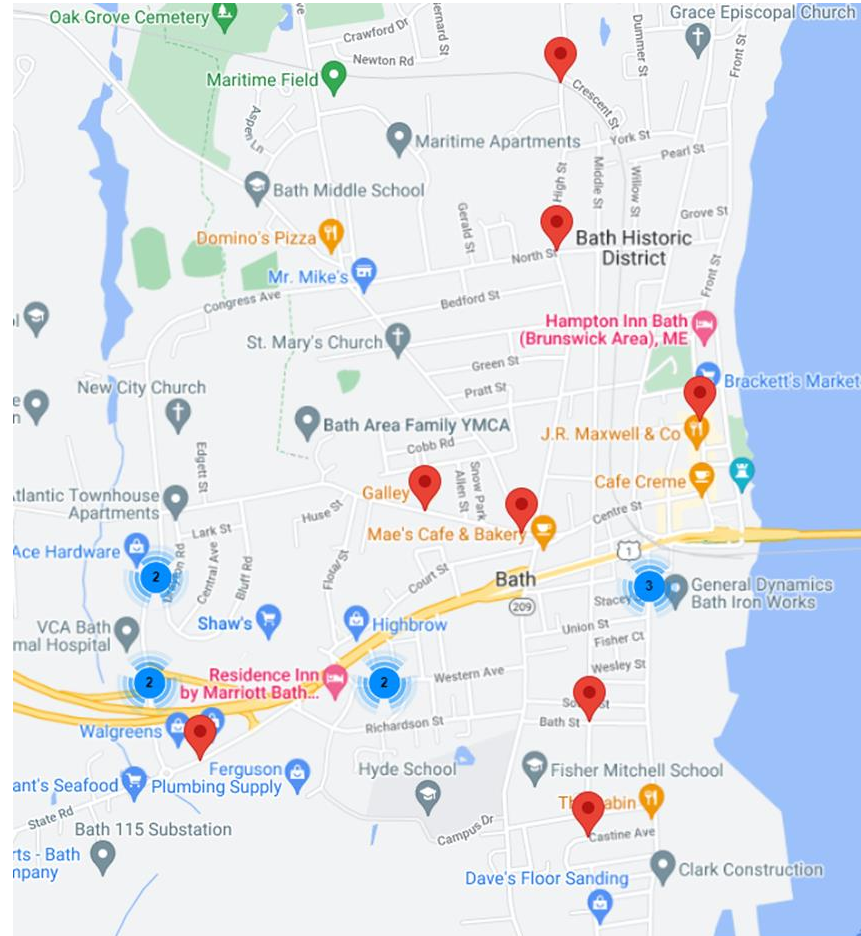 Grace Episcopal Church
Oak Grove Cemetery
Crawford Dr
Newton Rd
Dummer St
Front St
Maritime Field
Crescent St
Aspen Ln
Maritime Apartments
York St
Pearl St
Bath Middle School
High St
Middle St
Willow St
Gerald St
Grove St
Domino's Pizza
Bath Historic
District
North St
Mr. Mike's
Front St
Congress Ave
Bedford St
Hampton Inn Bath
(Brunswick Area), ME
St. Mary's Church
Green St
New City Church
Pratt St
Brackett's Market
Bath Area Family YMCA
J.R. Maxwell & Co
Cobb Rd
Edgett St
Snow Park
Allen St
Cafe Creme
Galley
tlantic Townhouse
Apartments
Huse St
Centre St
Lark St
Mae's Cafe & Bakery
Ace Hardware
1
Central Ave
Bluff Rd
Court St
Bath
2
3
General Dynamics
Bath Iron Works
Stacey
209
Shaw's
Highbrow
Union St
VCA Bath
mal Hospital
Fisher Ct
Wesley St
Residence Inn
by Marriott Bath...
Western Ave
2
2
Bath St
Richardson St
Walgreens
Ferguson
Plumbing Supply
Hyde School
Fisher Mitchell School
ant's Seafood
State Rd
Bath 115 Substation
Campus Dr
Castine Ave
rts - Bath
mpany
Clark Construction
Dave's Floor Sanding